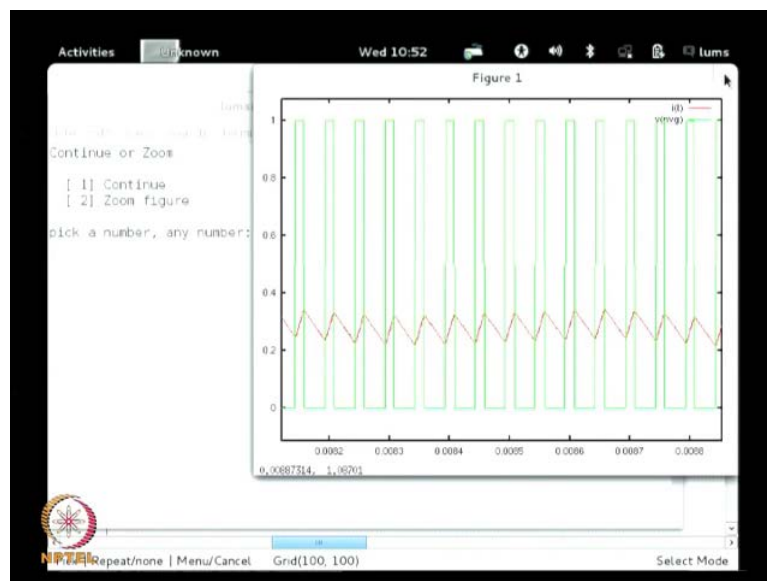 Activities Unknown Wed 10:52 lums
Figure 1
lums
i(t)
v(nvg)
Continue or Zoom
[ 1] Continue
[ 2] Zoom figure
pick a number, any number:
1
0.8
0.6
0.4
0.2
0
0.0082 0.0083 0.0084 0.0085 0.0086 0.0087 0.0088
0.00887314, 1.08701
NPTEL Repeat/none | Menu/Cancel Grid(100, 100) Select Mode